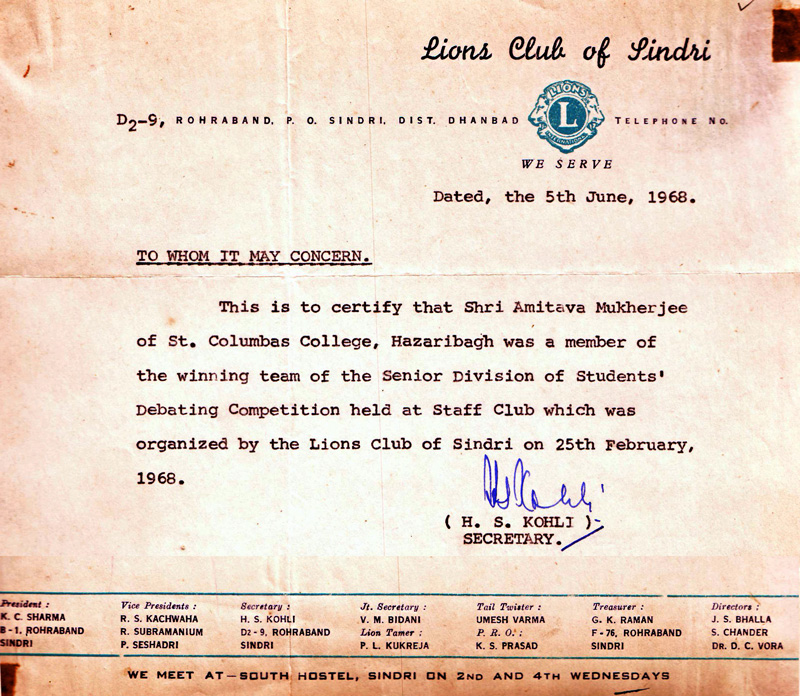 Lions Club of Sindri
D2-9, ROHRABAND, P. O. SINDRI, DIST. DHANBAD
LIONS
L
INTERNATIONAL
TELEPHONE NO.
WE SERVE
Dated, the 5th June, 1968.
TO WHOM IT MAY CONCERN.
This is to certify that Shri Amitava Mukherjee
of St. Columbas College, Hazaribagh was a member of
the winning team of the Senior Division of Students'
Debating Competition held at Staff Club which was
organized by the Lions Club of Sindri on 25th February,
1968.
HS Kohli
( H. S. KOHLI )
SECRETARY.
President :
K. C. SHARMA
B-1, ROHRABAND
SINDRI
Vice Presidents :
R. S. KACHWAHA
R. SUBRAMANIUM
P. SESHADRI
Secretary :
H. S. KOHLI
D2-9, ROHRABAND
SINDRI
Jt. Secretary :
V. M. BIDANI
Lion Tamer :
P. L. KUKREJA
Tail Twister :
UMESH VARMA
P. R. O. :
K. S. PRASAD
Treasurer :
G. K. RAMAN
F-76, ROHRABAND
SINDRI
Directors :
J. S. BHALLA
S. CHANDER
DR. D. C. VORA
WE MEET AT—SOUTH HOSTEL, SINDRI ON 2ND AND 4TH WEDNESDAYS